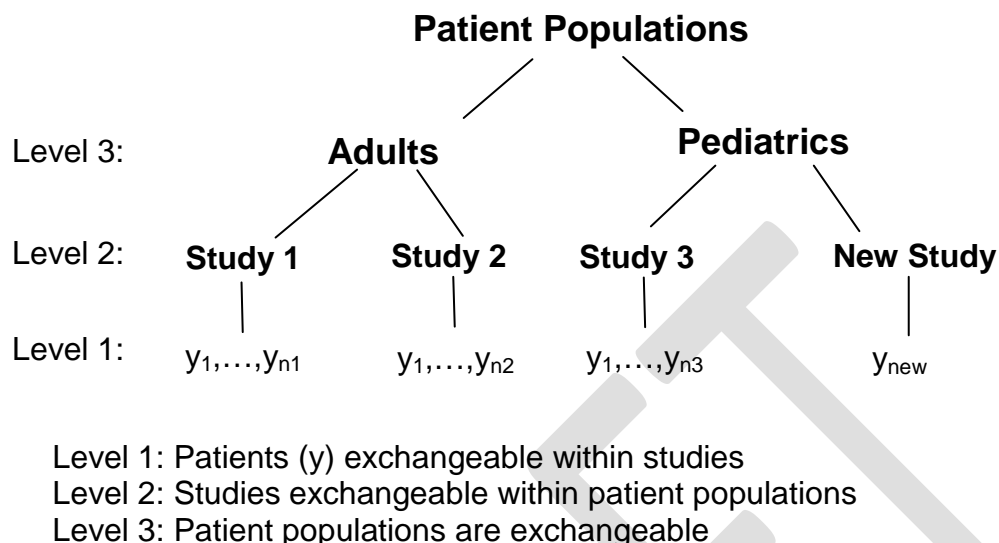 Patient Populations
Level 3: Adults Pediatrics
Level 2: Study 1 Study 2 Study 3 New Study
Level 1: y₁,…,yₙ₁ y₁,…,yₙ₂ y₁,…,yₙ₃ yₙₑw
Level 1: Patients (y) exchangeable within studies
Level 2: Studies exchangeable within patient populations
Level 3: Patient populations are exchangeable